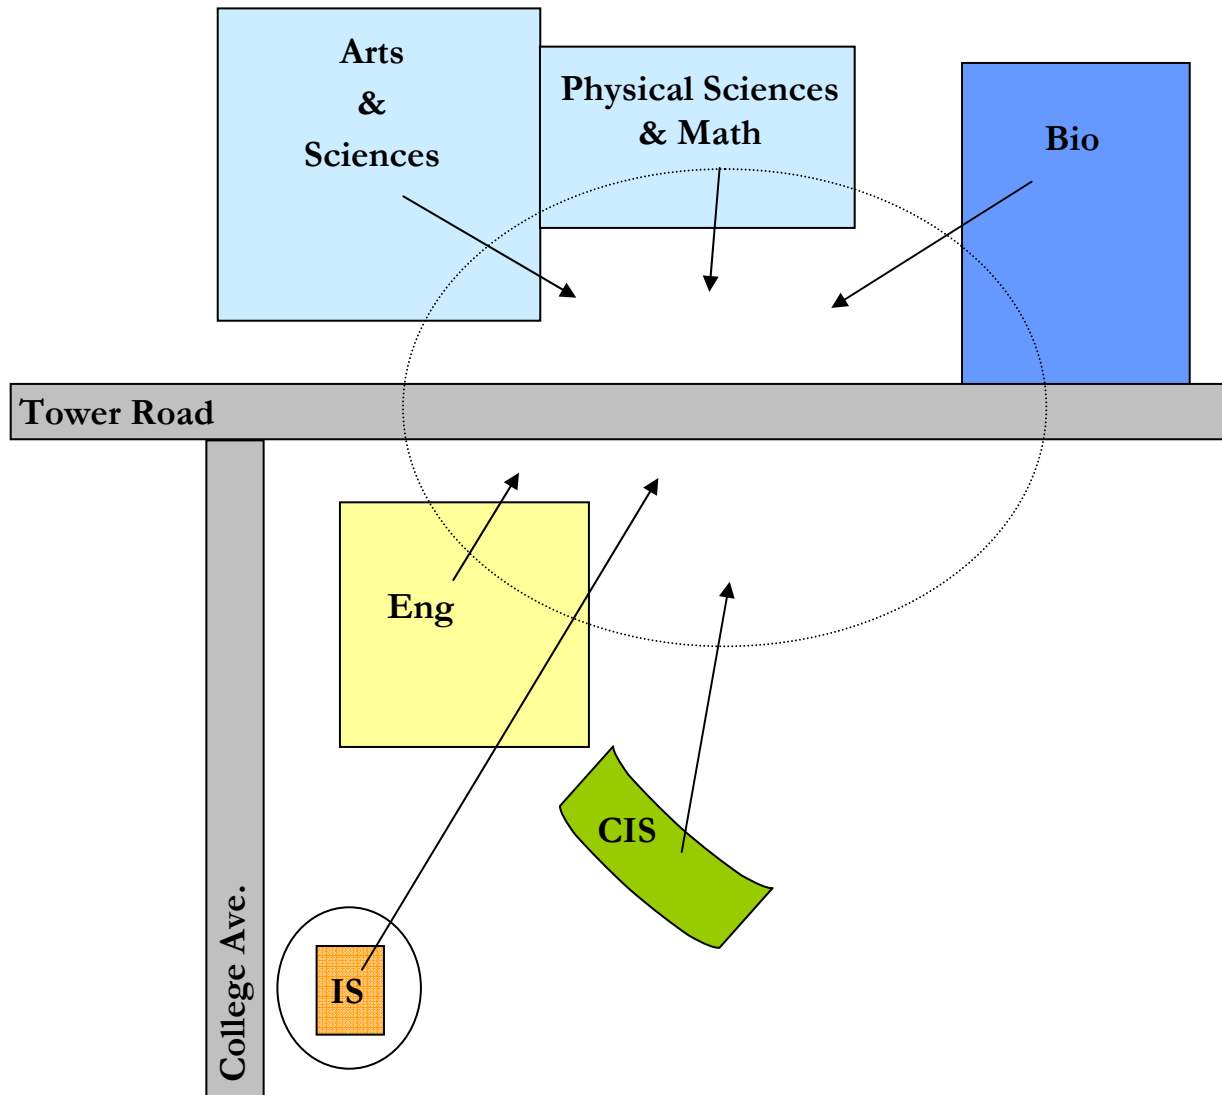 Arts
&
Sciences
Physical Sciences
& Math
Bio
Tower Road
Eng
CIS
IS
College Ave.